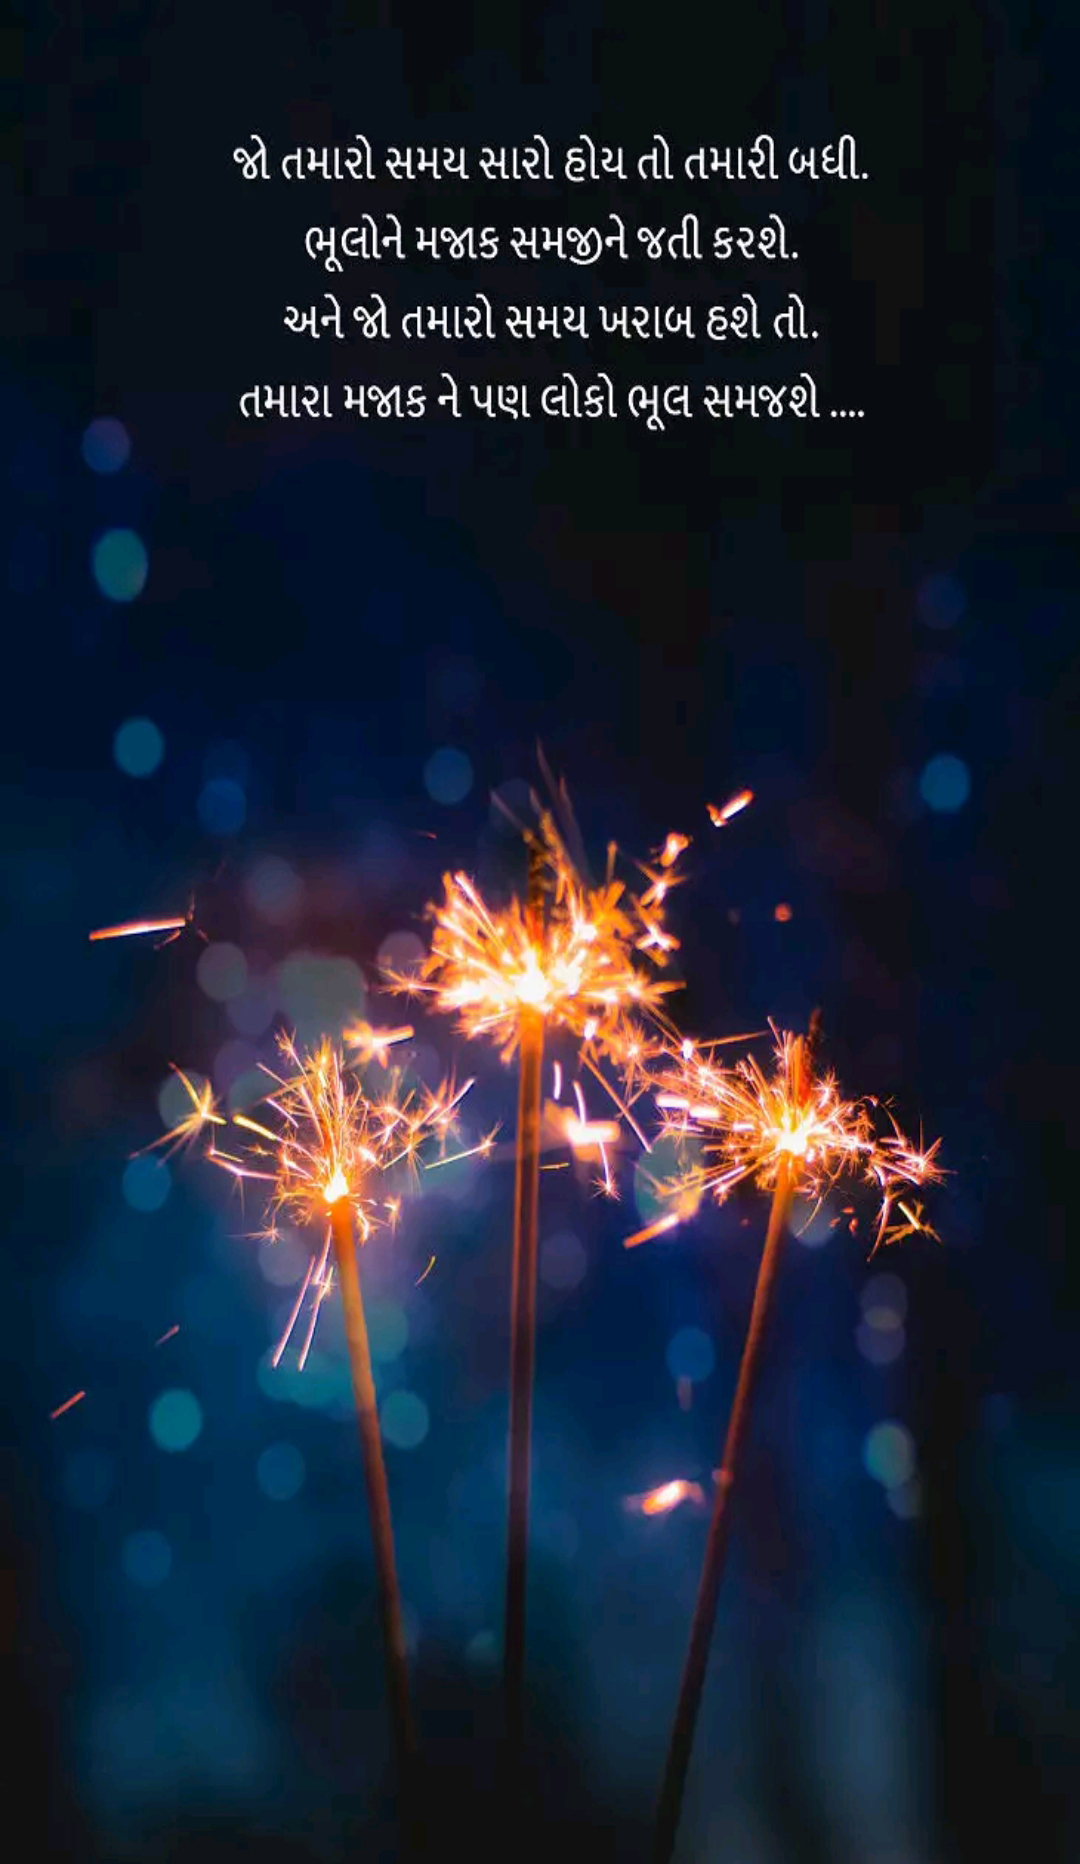 જો તમારો સમય સારો હોય તો તમારી બધી.
ભૂલોને મજાક સમજીને જતી કરશે.
અને જો તમારો સમય ખરાબ હશે તો.
તમારા મજાક ને પણ લોકો ભૂલ સમજશે ....